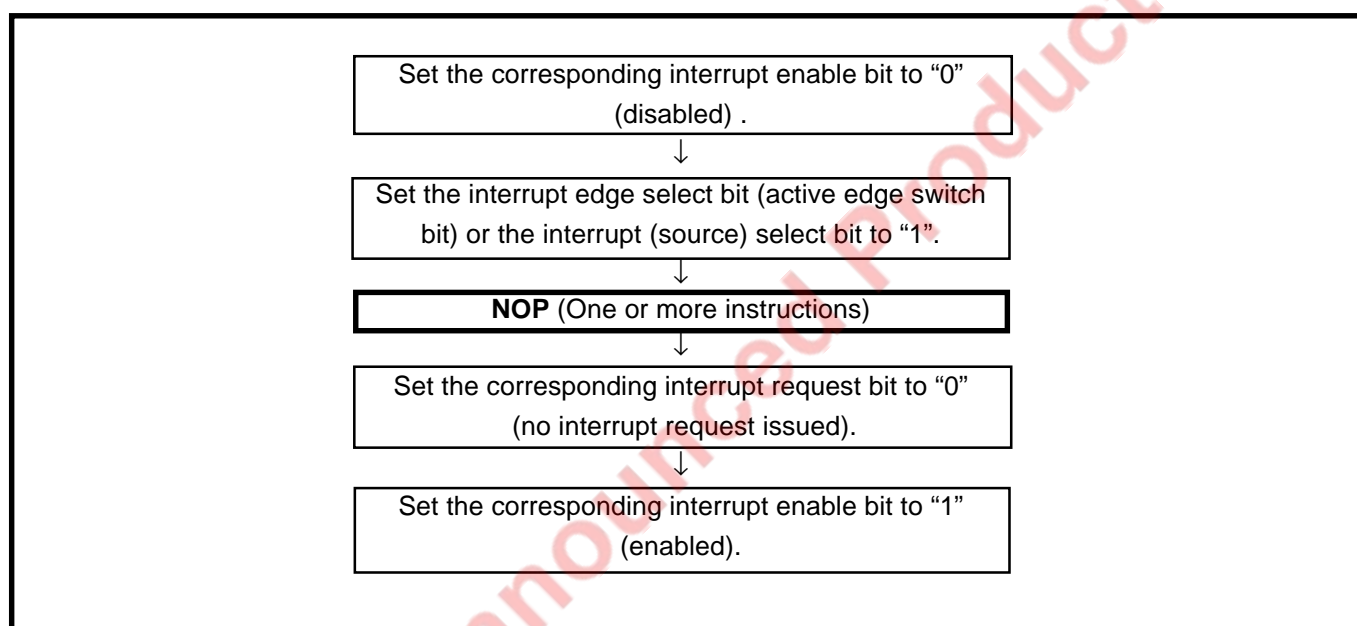 Set the corresponding interrupt enable bit to “0”
(disabled) .
↓
Set the interrupt edge select bit (active edge switch
bit) or the interrupt (source) select bit to “1”.
↓
NOP (One or more instructions)
↓
Set the corresponding interrupt request bit to “0”
(no interrupt request issued).
↓
Set the corresponding interrupt enable bit to “1”
(enabled).
nounced Product